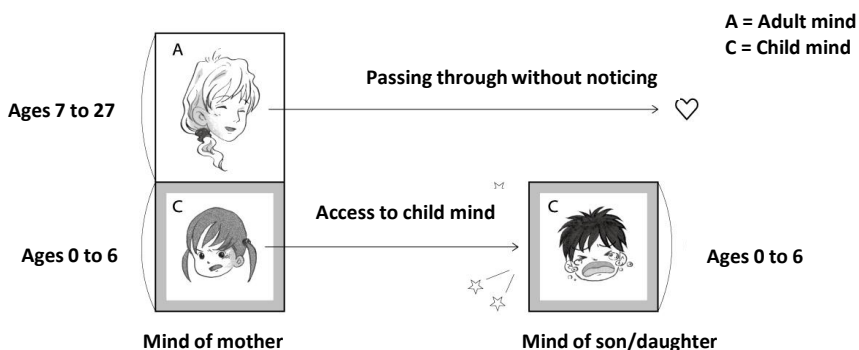 A = Adult mind
C = Child mind
A
Passing through without noticing
Ages 7 to 27
C
Access to child mind
C
Ages 0 to 6
Ages 0 to 6
Mind of mother
Mind of son/daughter